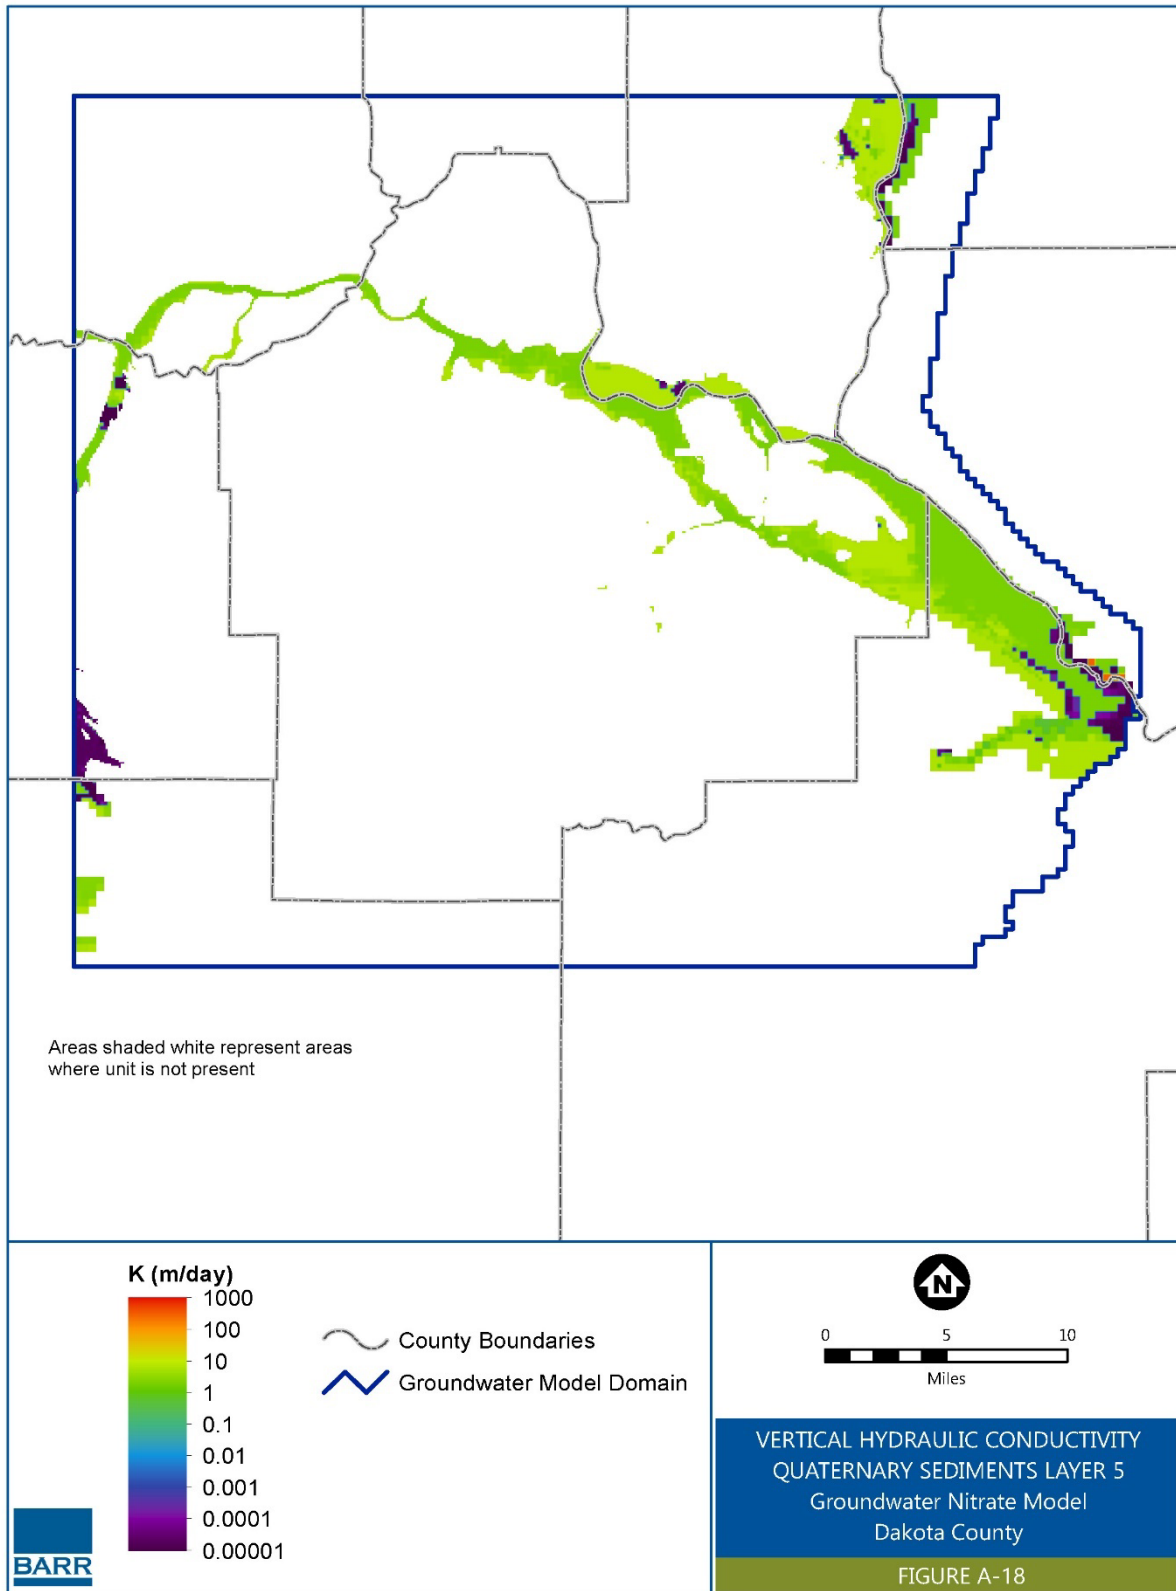 Areas shaded white represent areas
where unit is not present
K (m/day)
1000
100
10
1
0.1
0.01
0.001
0.0001
0.00001
County Boundaries
Groundwater Model Domain
BARR
N
0 5 10
Miles
VERTICAL HYDRAULIC CONDUCTIVITY
QUATERNARY SEDIMENTS LAYER 5
Groundwater Nitrate Model
Dakota County
FIGURE A-18